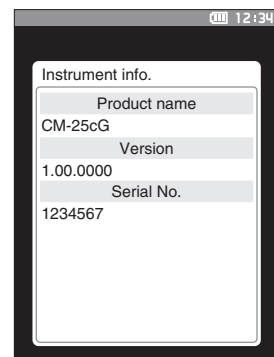 12:34
Instrument info.
Product name
CM-25cG
Version
1.00.0000
Serial No.
1234567